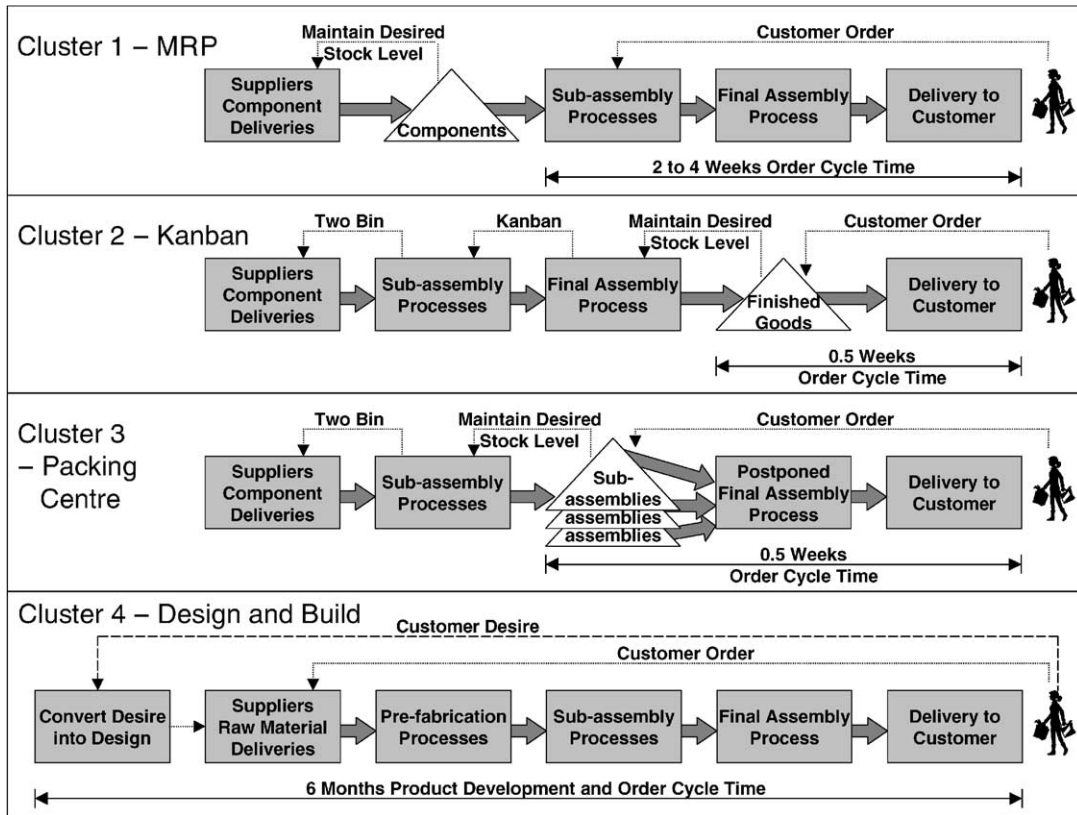 Cluster 1 – MRP
Maintain Desired
Stock Level
Customer Order
Suppliers
Component
Deliveries
Components
Sub-assembly
Processes
Final Assembly
Process
Delivery to
Customer
2 to 4 Weeks Order Cycle Time
Cluster 2 – Kanban
Two Bin
Kanban
Maintain Desired
Stock Level
Customer Order
Suppliers
Component
Deliveries
Sub-assembly
Processes
Final Assembly
Process
Finished
Goods
Delivery to
Customer
0.5 Weeks
Order Cycle Time
Cluster 3
– Packing
Centre
Two Bin
Maintain Desired
Stock Level
Customer Order
Suppliers
Component
Deliveries
Sub-assembly
Processes
Sub-
assemblies
assemblies
assemblies
Postponed
Final Assembly
Process
Delivery to
Customer
0.5 Weeks
Order Cycle Time
Cluster 4 – Design and Build
Customer Desire
Customer Order
Convert Desire
into Design
Suppliers
Raw Material
Deliveries
Pre-fabrication
Processes
Sub-assembly
Processes
Final Assembly
Process
Delivery to
Customer
6 Months Product Development and Order Cycle Time